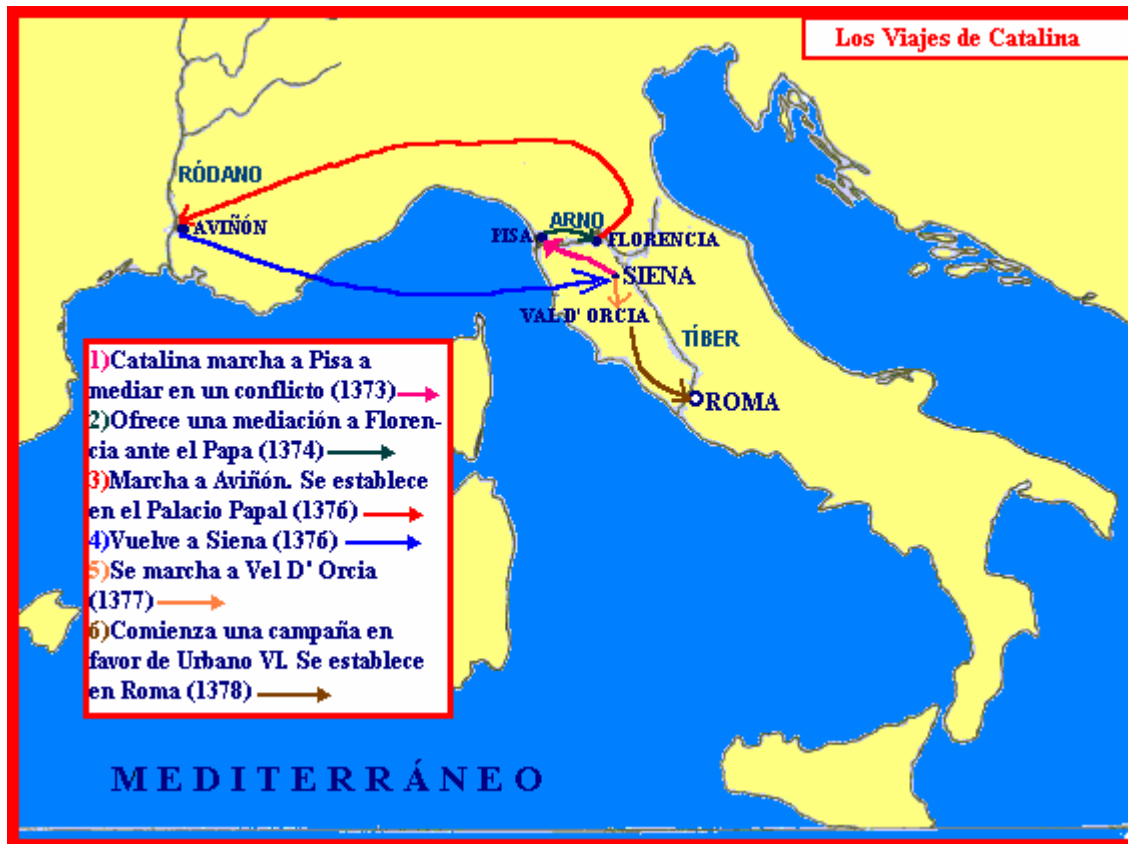 Los Viajes de Catalina
RÓDANO
AVIÑÓN
ARNO
PISA
FLORENCIA
SIENA
VAL D' ORCIA
TÍBER
ROMA
1)Catalina marcha a Pisa a
mediar en un conflicto (1373)
2)Ofrece una mediación a Floren-
cia ante el Papa (1374)
3)Marcha a Aviñón. Se establece
en el Palacio Papal (1376)
4)Vuelve a Siena (1376)
5)Se marcha a Vel D' Orcia
(1377)
6)Comienza una campaña en
favor de Urbano VI. Se establece
en Roma (1378)
MEDITERRÁNEO